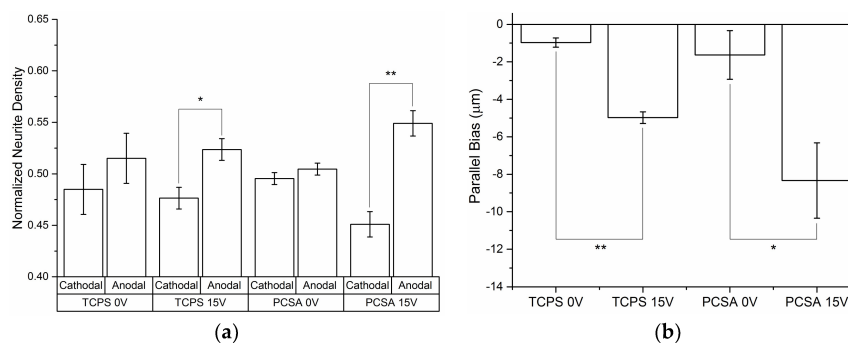 Normalized Neurite Density
0.65
0.60
0.55
0.50
0.45
0.40
*
**
Cathodal Anodal Cathodal Anodal Cathodal Anodal Cathodal Anodal
TCPS 0V TCPS 15V PCSA 0V PCSA 15V
(a)
Parallel Bias (μm)
0
-2
-4
-6
-8
-10
-12
-14
**
*
TCPS 0V TCPS 15V PCSA 0V PCSA 15V
(b)